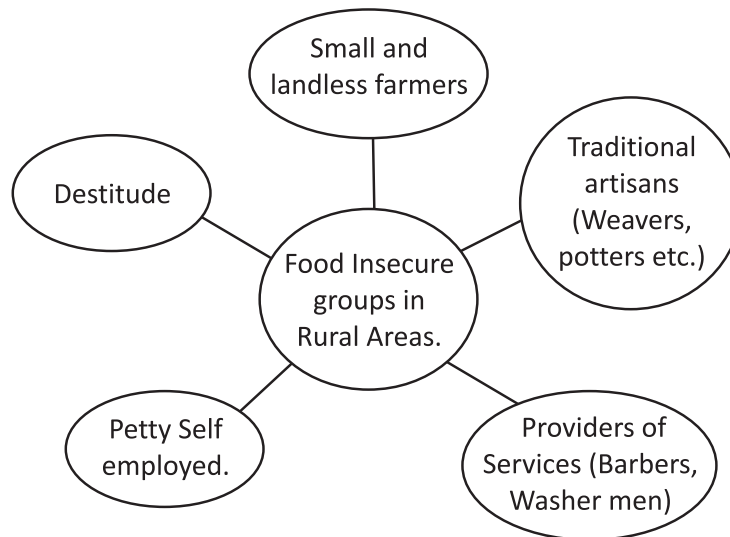 Small and
landless farmers
Traditional
artisans
(Weavers,
potters etc.)
Destitude
Food Insecure
groups in
Rural Areas.
Petty Self
employed.
Providers of
Services (Barbers,
Washer men)